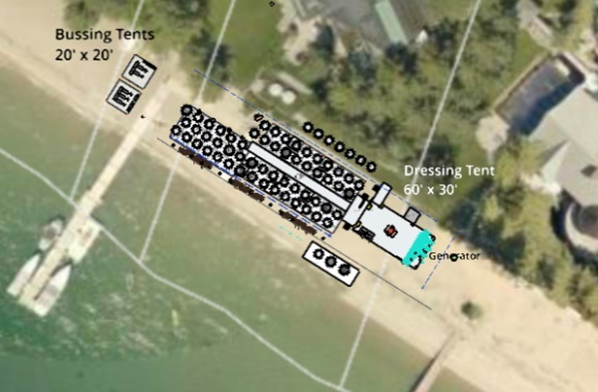 Bussing Tents
20' x 20'
Dressing Tent
60' x 30'
Generator